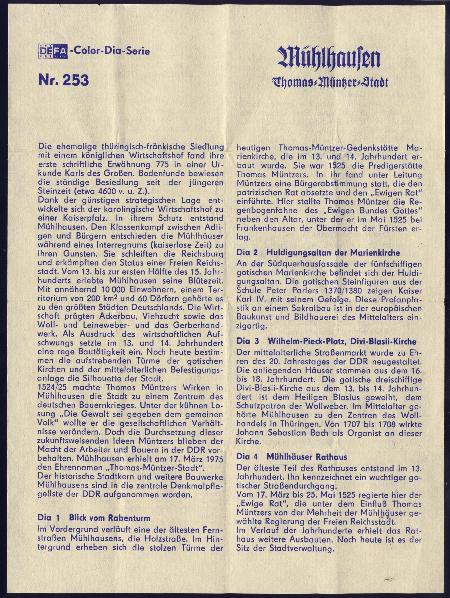 DEFA-Color-Dia-Serie
Nr. 253
Mühlhausen
Thomas-Müntzer-Stadt
Die ehemalige thüringisch-fränkische Siedlung
mit einem königlichen Wirtschaftshof fand ihre
erste schriftliche Erwähnung 775 in einer Ur-
kunde Karls des Großen. Bodenfunde bewiesen
die ständige Besiedlung seit der jüngeren
Steinzeit (etwa 4600 v. u. Z.).
Dank der günstigen strategischen Lage ent-
wickelte sich der karolingische Wirtschaftshof zu
einer Kaiserpfalz. In ihrem Schutz entstand
Mühlhausen. Den Klassenkampf zwischen Adli-
gen und Bürgern entschieden die Mühlhäuser
während eines Interregnums (kaiserlose Zeit) zu
ihren Gunsten. Sie schleifen die Reichsburg
und erkämpfen den Status einer Freien Reichs-
stadt. Vom 13. bis zur ersten Hälfte des 15. Jahr-
hunderts erlebte Mühlhausen seine Blütezeit.
Mit annähernd 10 000 Einwohnern, einem Ter-
ritorium von 200 km² und 60 Dörfern gehörte es
zu den größten Städten Deutschlands. Die Wirt-
schaft prägten Ackerbau, Viehzucht sowie das
Woll- und Leineweber- und das Gerberhand-
werk. Als Ausdruck des wirtschaftlichen Auf-
schwungs setzte im 13. und 14. Jahrhundert
eine rege Bautätigkeit ein. Noch heute bestim-
men die aufstrebenden Türme der gotischen
Kirchen und der mittelalterlichen Befestigungs-
anlage die Silhouette der Stadt.
1524/25 machte Thomas Müntzers Wirken in
Mühlhausen die Stadt zu einem Zentrum des
deutschen Bauernkrieges. Unter der kühnen Lo-
sung „Die Gewalt sei gegeben dem gemeinen
Volk" wollte er die gesellschaftlichen Verhält-
nisse verändern. Doch die Durchsetzung dieser
zukunftsweisenden Ideen Müntzers blieben der
Macht der Arbeiter und Bauern in der DDR vor-
behalten. Mühlhausen erhielt am 17. März 1975
den Ehrennamen „Thomas-Müntzer-Stadt".
Der historische Stadtkern und weitere Bauwerke
Mühlhausens sind in die zentrale Denkmalpfle-
geliste der DDR aufgenommen worden.
Dia 1 Blick vom Rabenturm
Im Vordergrund verläuft eine der ältesten Fern-
straßen Mühlhausens, die Holzstraße. Im Hin-
tergrund erheben sich die stolzen Türme der
heutigen Thomas-Müntzer-Gedenkstätte Ma-
rienkirche, die im 13. und 14. Jahrhundert er-
baut wurde. Sie war 1525 die Predigerstätte
Thomas Müntzers. In ihr fand unter Leitung
Müntzers eine Bürgerabstimmung statt, die den
patrizischen Rat absetzte und den „Ewigen Rat"
einführte. Hier stellte Thomas Müntzer die Re-
genbogenfahne des „Ewigen Bundes Gottes"
neben den Altar, unter der er im Mai 1525 bei
Frankenhausen der Übermacht der Fürsten er-
lag.
Dia 2 Huldigungsaltan der Marienkirche
An der Südquerhausfassade der fünfschiffigen
gotischen Marienkirche befindet sich der Huldi-
gungsaltan. Die gotischen Steinfiguren aus der
Schule Peter Parlers 1370/1380 zeigen Kaiser
Karl IV. mit seinem Gefolge. Diese Profanpla-
stik an einem Sakralbau ist in der europäischen
Baukunst und Bildhauerei des Mittelalters ein-
zigartig.
Dia 3 Wilhelm-Pieck-Platz, Divi-Blasii-Kirche
Der mittelalterliche Straßenmarkt wurde zu Eh-
ren des 20. Jahrestages der DDR neugestaltet.
Die anliegenden Häuser stammen aus dem 16.
bis 18. Jahrhundert. Die gotische dreischiffige
Divi-Blasii-Kirche aus dem 13. bis 14. Jahrhun-
dert ist dem Heiligen Blasius geweiht, dem
Schutzpatron der Wollweber. Im Mittelalter ge-
hörte Mühlhausen zu den Zentren des Woll-
handels in Thüringen. Von 1707 bis 1708 wirkte
Johann Sebastian Bach als Organist an dieser
Kirche.
Dia 4 Mühlhäuser Rathaus
Der älteste Teil des Rathauses entstand im 13.
Jahrhundert. Ihn kennzeichnet ein wuchtiger go-
tischer Straßendurchgang.
Vom 17. März bis 25. Mai 1525 regierte hier der
„Ewige Rat", die unter dem Einfluß Thomas
Müntzers von der Mehrheit der Mühlhäuser ge-
wählte Regierung der Freien Reichsstadt.
Im Verlauf der Jahrhunderte erhielt das Rat-
haus weitere Ausbauten. Noch heute ist es der
Sitz der Stadtverwaltung.